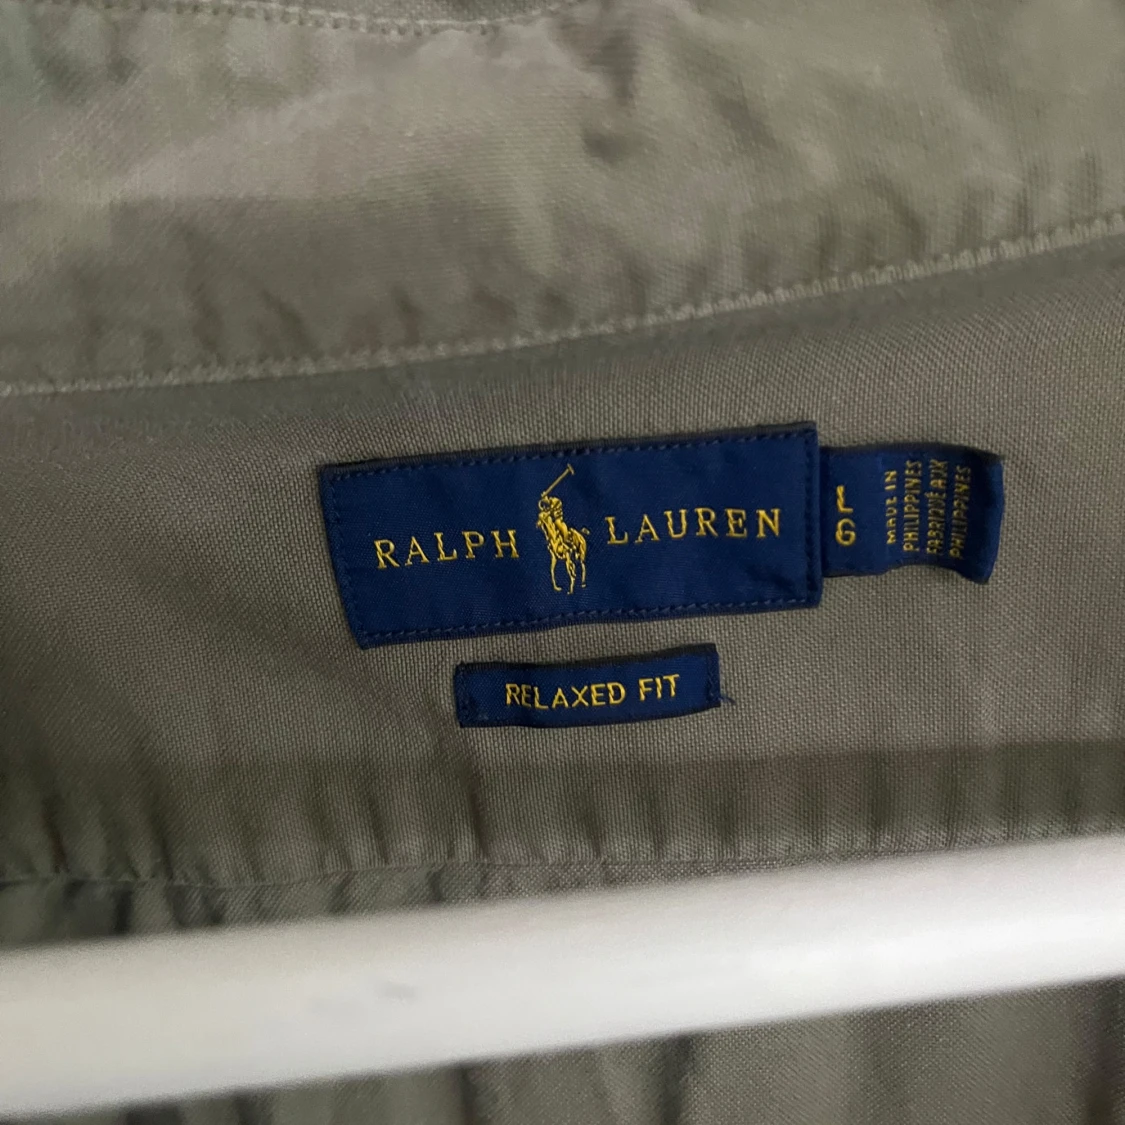 RALPH LAUREN
L
G
MADE IN
PHILIPPINES
FABRIQUÉ AUX
PHILIPPINES
RELAXED FIT